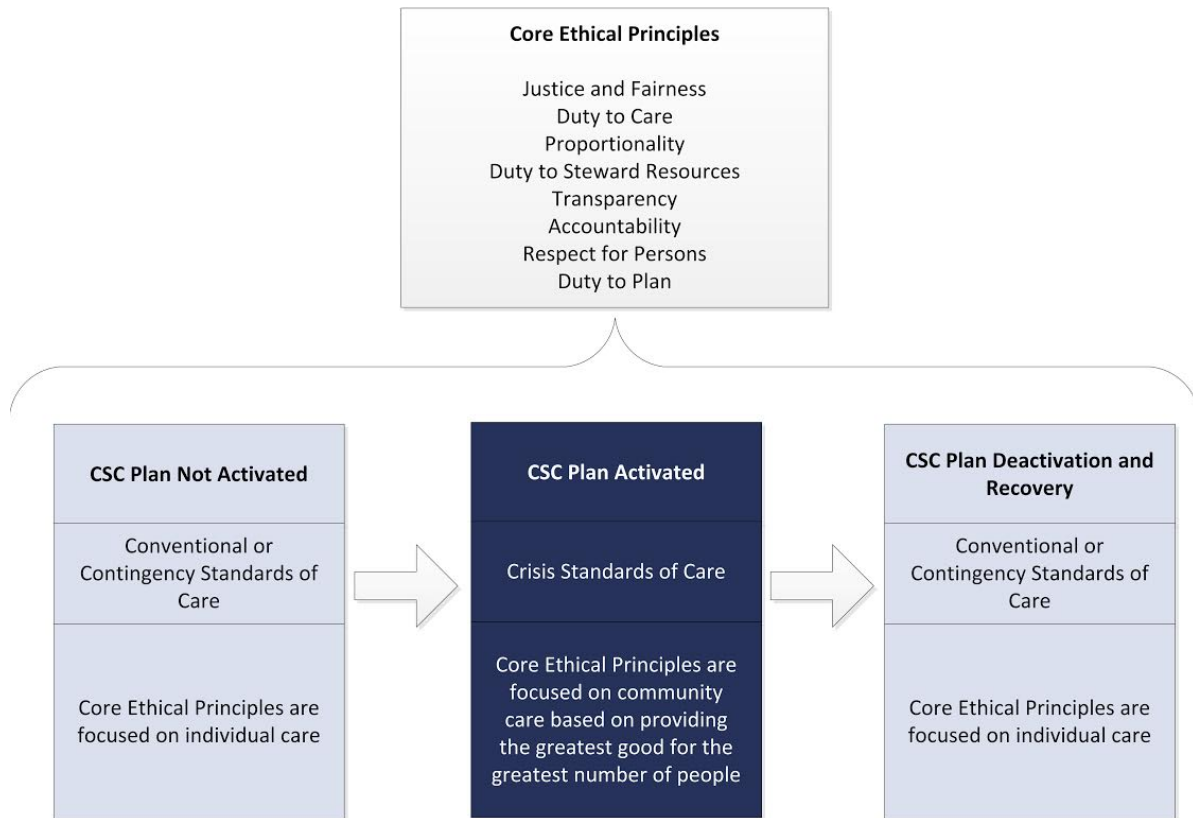 Core Ethical Principles
Justice and Fairness
Duty to Care
Proportionality
Duty to Steward Resources
Transparency
Accountability
Respect for Persons
Duty to Plan
CSC Plan Not Activated
Conventional or
Contingency Standards of
Care
Core Ethical Principles are
focused on individual care
CSC Plan Activated
Crisis Standards of Care
Core Ethical Principles are
focused on community
care based on providing
the greatest good for the
greatest number of people
CSC Plan Deactivation and
Recovery
Conventional or
Contingency Standards of
Care
Core Ethical Principles are
focused on individual care